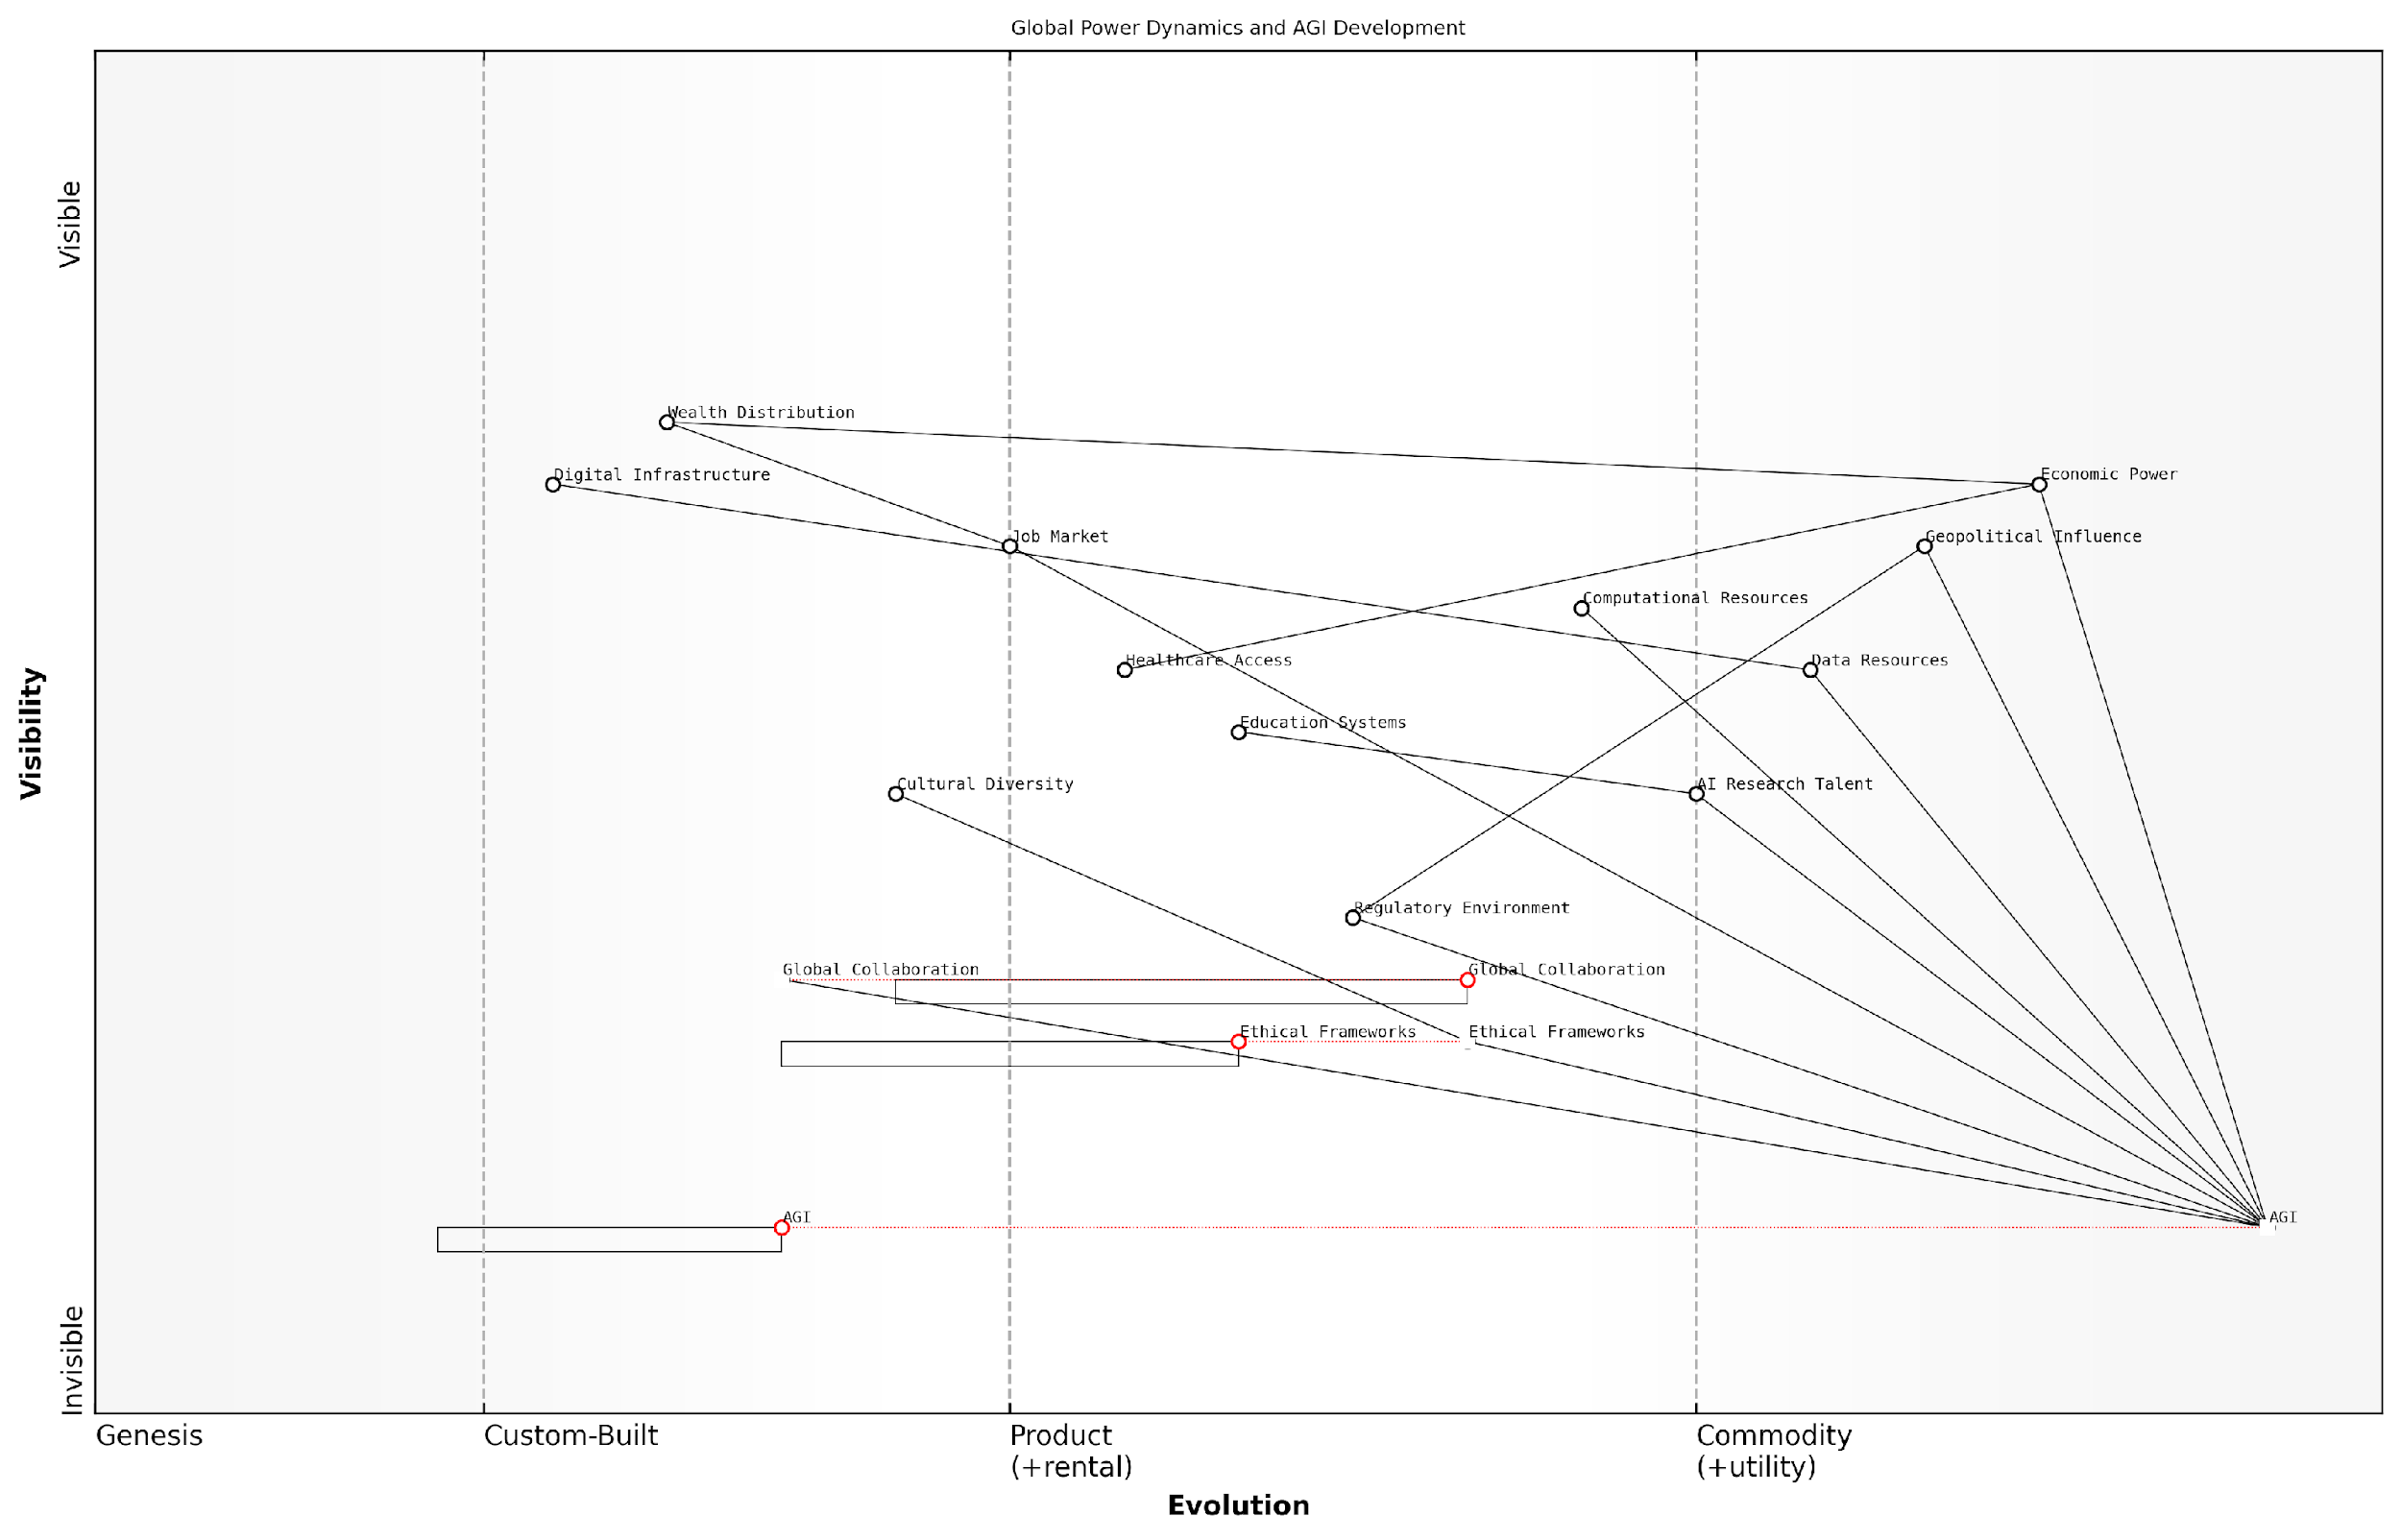 Global Power Dynamics and AGI Development
Visible
Wealth Distribution
Digital Infrastructure
Economic Power
Job Market
Geopolitical Influence
Computational Resources
Healthcare Access
Data Resources
Education Systems
Cultural Diversity
AI Research Talent
Visibility
Regulatory Environment
Global Collaboration
Global Collaboration
Ethical Frameworks
Ethical Frameworks
AGI
AGI
Invisible
Genesis
Custom-Built
Product
(+rental)
Commodity
(+utility)
Evolution